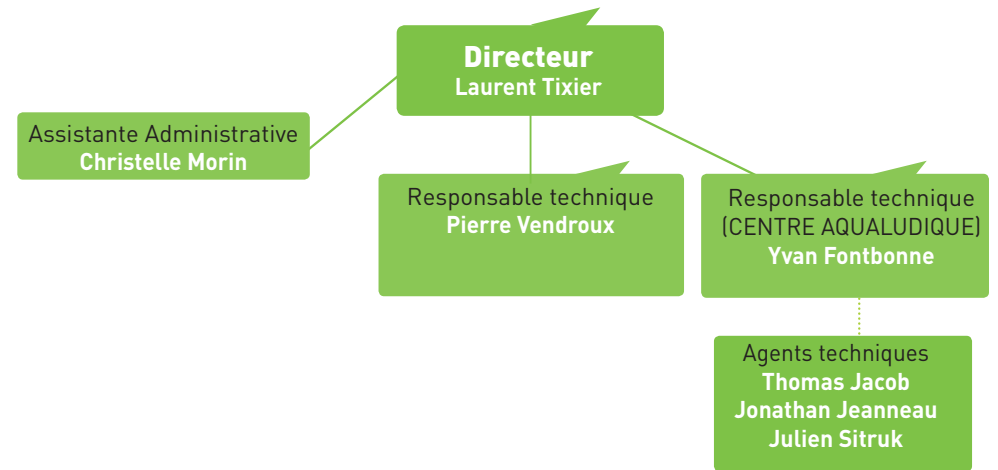 Directeur
Laurent Tixier
Assistante Administrative
Christelle Morin
Responsable technique
Pierre Vendroux
Responsable technique
(CENTRE AQUALUDIQUE)
Yvan Fontbonne
Agents techniques
Thomas Jacob
Jonathan Jeanneau
Julien Sitruk